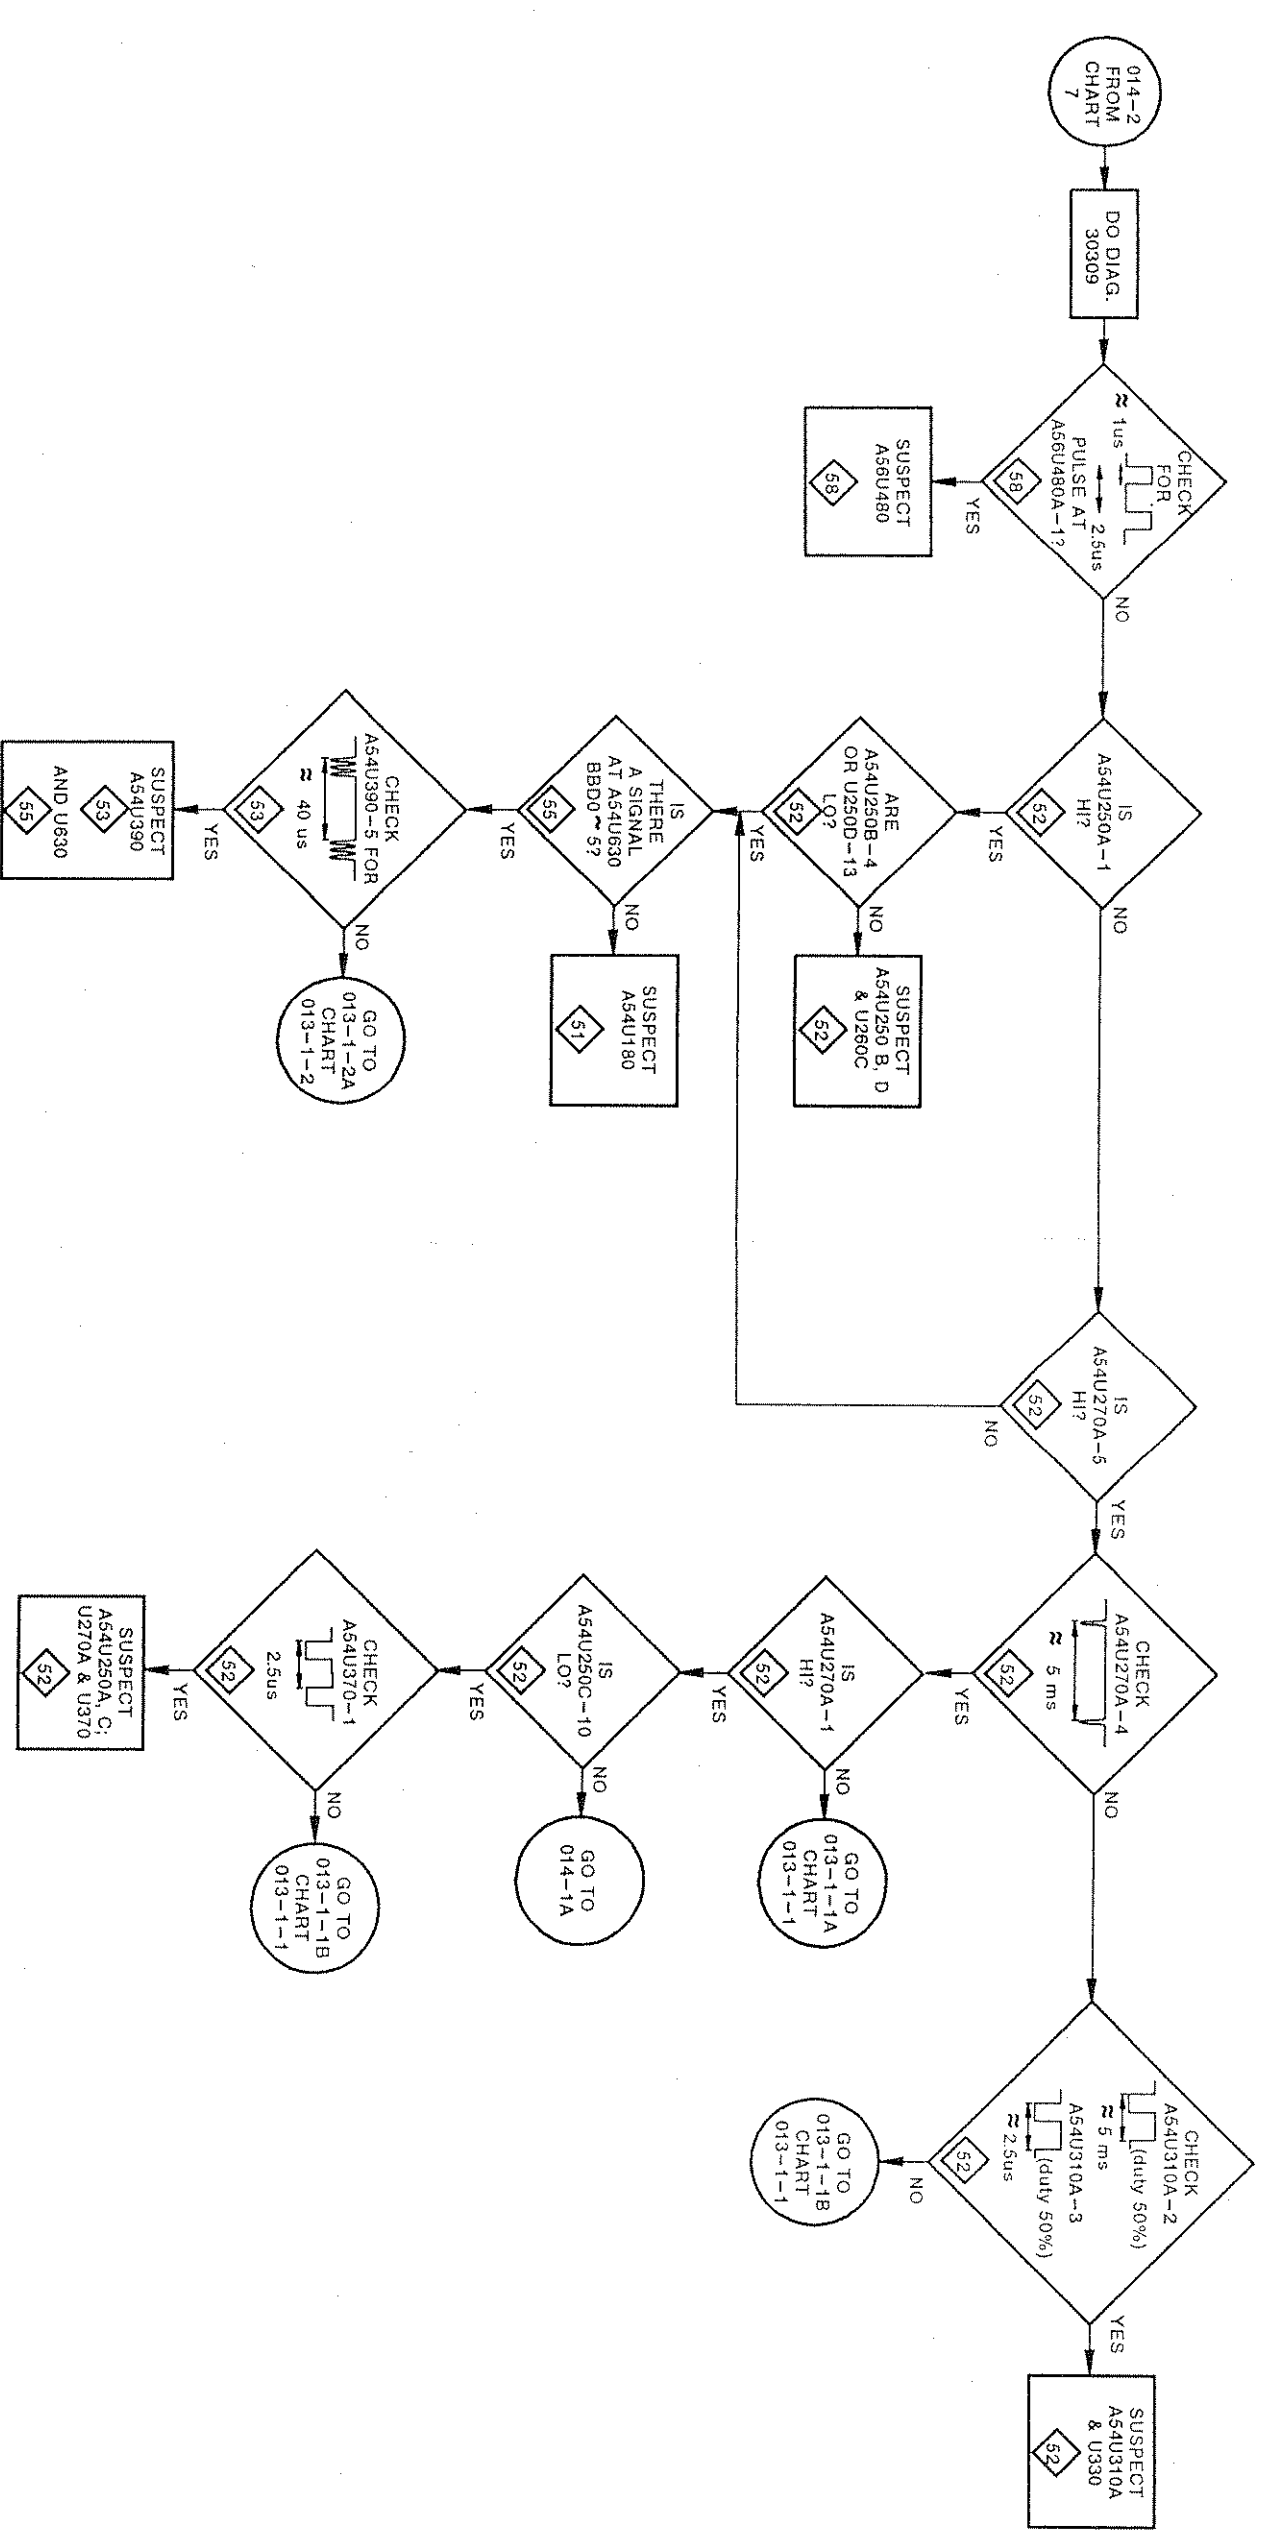 014-2
FROM
CHART
7
DO DIAG.
30309
CHECK
FOR
≈ 1us
2.5us
PULSE AT
A56U480A-1?
58
YES
NO
SUSPECT
A56U480
58
IS
A54U250A-1
HI?
52
YES
NO
ARE
A54U250B-4
OR U250D-13
LO?
52
YES
NO
SUSPECT
A54U250 B, D
& U260C
52
IS
THERE
A SIGNAL
AT A54U630
BBD0~5?
55
YES
NO
SUSPECT
A54U180
51
CHECK
A54U390-5 FOR
≈ 40 us
53
YES
NO
GO TO
013-1-2A
CHART
013-1-2
SUSPECT
A54U390
53
AND U630
55
IS
A54U270A-5
HI?
52
NO
YES
CHECK
A54U270A-4
≈ 5 ms
52
YES
NO
IS
A54U270A-1
HI?
52
YES
NO
GO TO
013-1-1A
CHART
013-1-1
IS
A54U250C-10
LO?
52
YES
NO
GO TO
014-1A
CHECK
A54U370-1
2.5us
52
YES
NO
GO TO
013-1-1B
CHART
013-1-1
SUSPECT
A54U250A, C;
U270A & U370
52
CHECK
A54U310A-2
(duty 50%)
≈ 5 ms
A54U310A-3
(duty 50%)
≈ 2.5us
52
NO
YES
GO TO
013-1-1B
CHART
013-1-1
SUSPECT
A54U310A
& U330
52